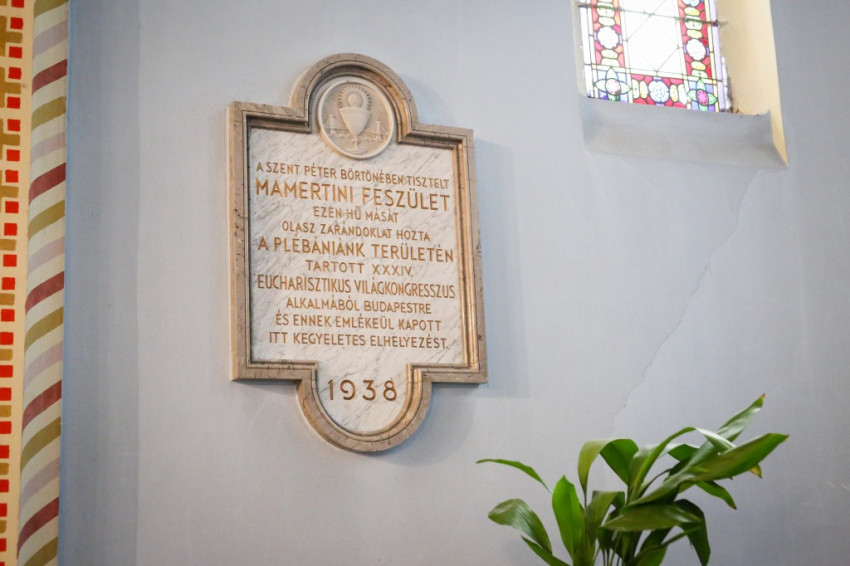 A SZENT PÉTER BÖRTÖNÉBEN TISZTELT
MAMERTINI FESZÜLET
EZEN HŰ MÁSÁT
OLASZ ZARÁNDOKLAT HOZTA
A PLÉBÁNIÁNK TERÜLETÉN
TARTOTT XXXIV.
EUCHARISZTIKUS VILÁGKONGRESSZUS
ALKALMÁBÓL BUDAPESTRE
ÉS ENNEK EMLÉKEÜL KAPOTT
ITT KEGYELETES ELHELYEZÉST.
1938